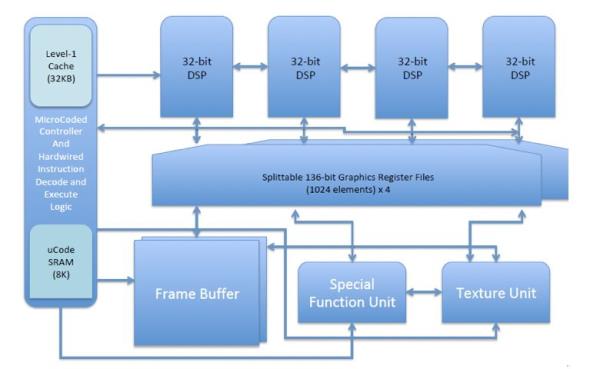 Level-1
Cache
(32KB)
MicroCoded
Controller
And
Hardwired
Instruction
Decode and
Execute
Logic
uCode
SRAM
(8K)
32-bit
DSP
32-bit
DSP
32-bit
DSP
32-bit
DSP
Splittable 136-bit Graphics Register Files
(1024 elements) x 4
Frame Buffer
Special
Function Unit
Texture Unit